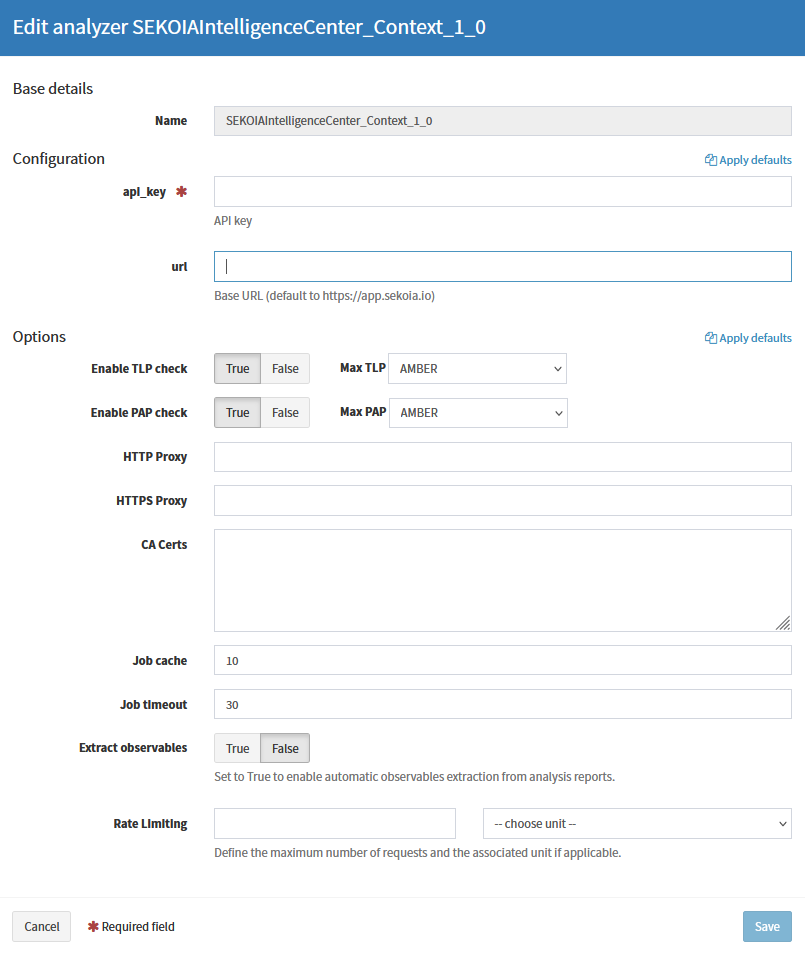 Edit analyzer SEKOIAIntelligenceCenter_Context_1_0
Base details
Name SEKOIAIntelligenceCenter_Context_1_0
Configuration Apply defaults
api_key ✱
API key
url
Base URL (default to https://app.sekoia.io)
Options Apply defaults
Enable TLP check True False Max TLP AMBER
Enable PAP check True False Max PAP AMBER
HTTP Proxy
HTTPS Proxy
CA Certs
Job cache 10
Job timeout 30
Extract observables True False
Set to True to enable automatic observables extraction from analysis reports.
Rate Limiting -- choose unit --
Define the maximum number of requests and the associated unit if applicable.
Cancel ✱ Required field Save